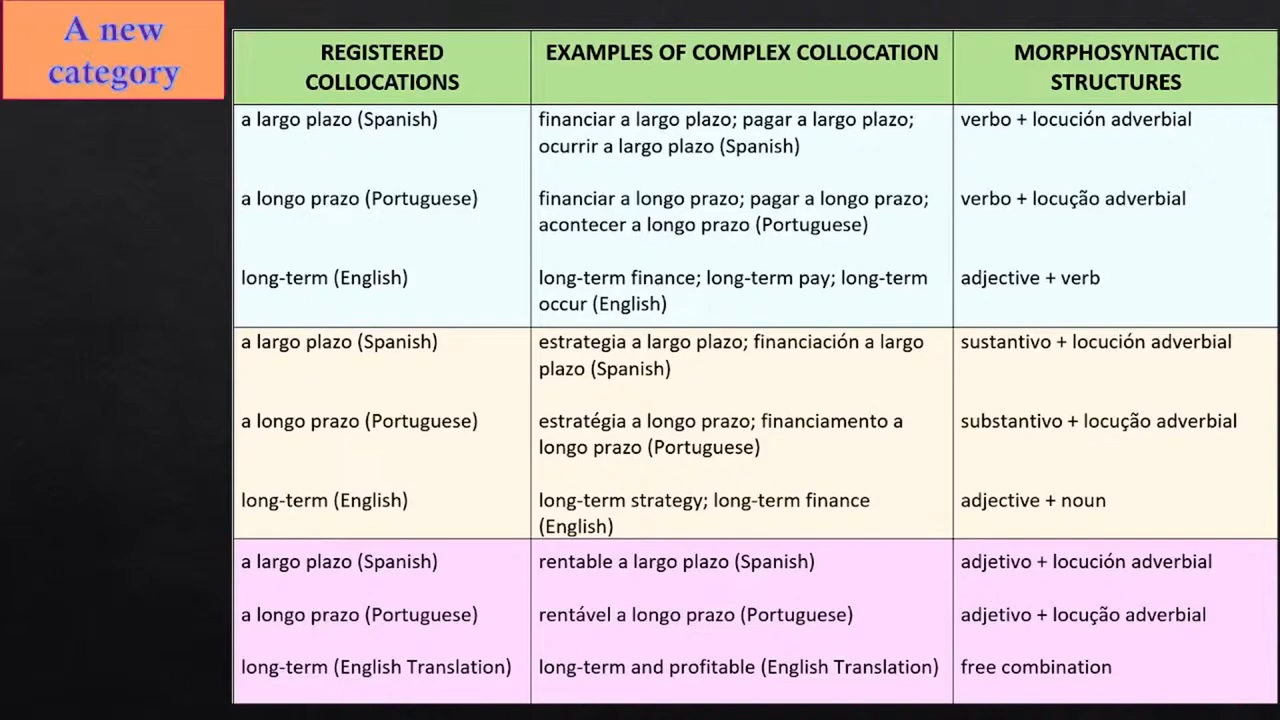 A new
category
REGISTERED
COLLOCATIONS
EXAMPLES OF COMPLEX COLLOCATION
MORPHOSYNTACTIC
STRUCTURES
a largo plazo (Spanish)
financiar a largo plazo; pagar a largo plazo;
ocurrir a largo plazo (Spanish)
verbo + locución adverbial
a longo prazo (Portuguese)
financiar a longo prazo; pagar a longo prazo;
acontecer a longo prazo (Portuguese)
verbo + locução adverbial
long-term (English)
long-term finance; long-term pay; long-term
occur (English)
adjective + verb
a largo plazo (Spanish)
estrategia a largo plazo; financiación a largo
plazo (Spanish)
sustantivo + locución adverbial
a longo prazo (Portuguese)
estratégia a longo prazo; financiamento a
longo prazo (Portuguese)
substantivo + locução adverbial
long-term (English)
long-term strategy; long-term finance
(English)
adjective + noun
a largo plazo (Spanish)
rentable a largo plazo (Spanish)
adjetivo + locución adverbial
a longo prazo (Portuguese)
rentável a longo prazo (Portuguese)
adjetivo + locução adverbial
long-term (English Translation)
long-term and profitable (English Translation)
free combination